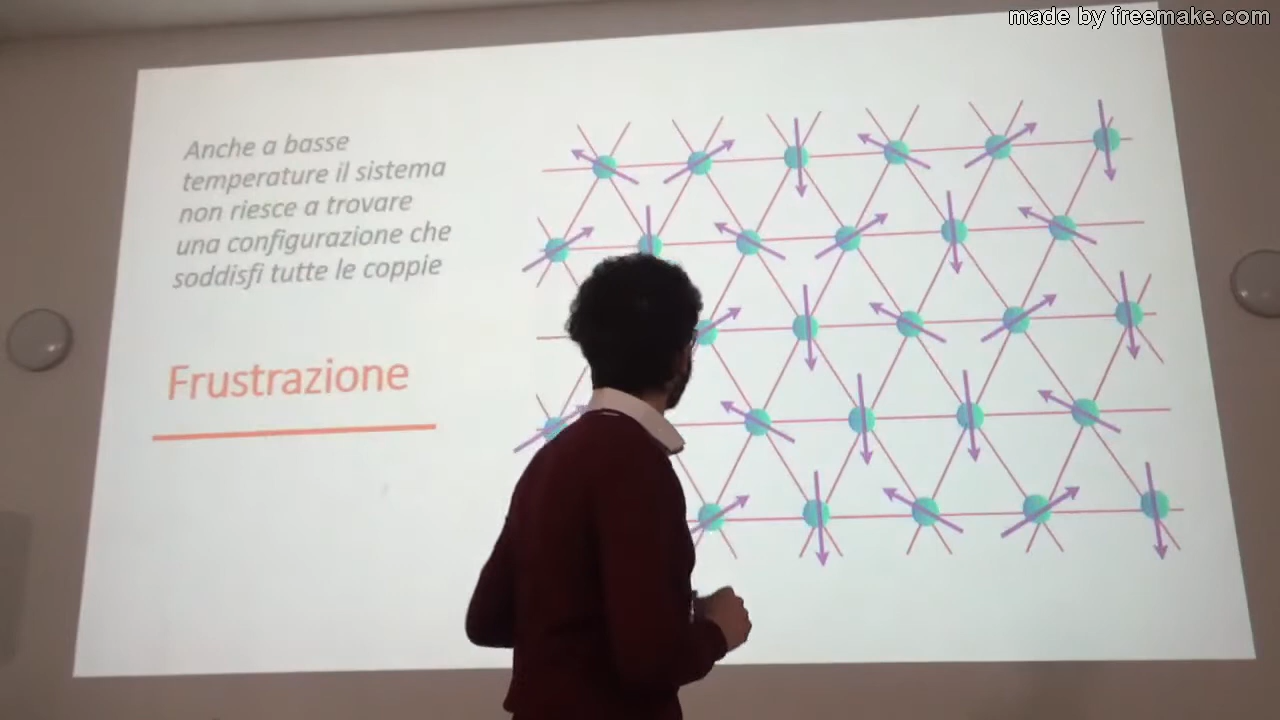 made by freemake.com
Anche a basse
temperature il sistema
non riesce a trovare
una configurazione che
soddisfi tutte le coppie
Frustrazione